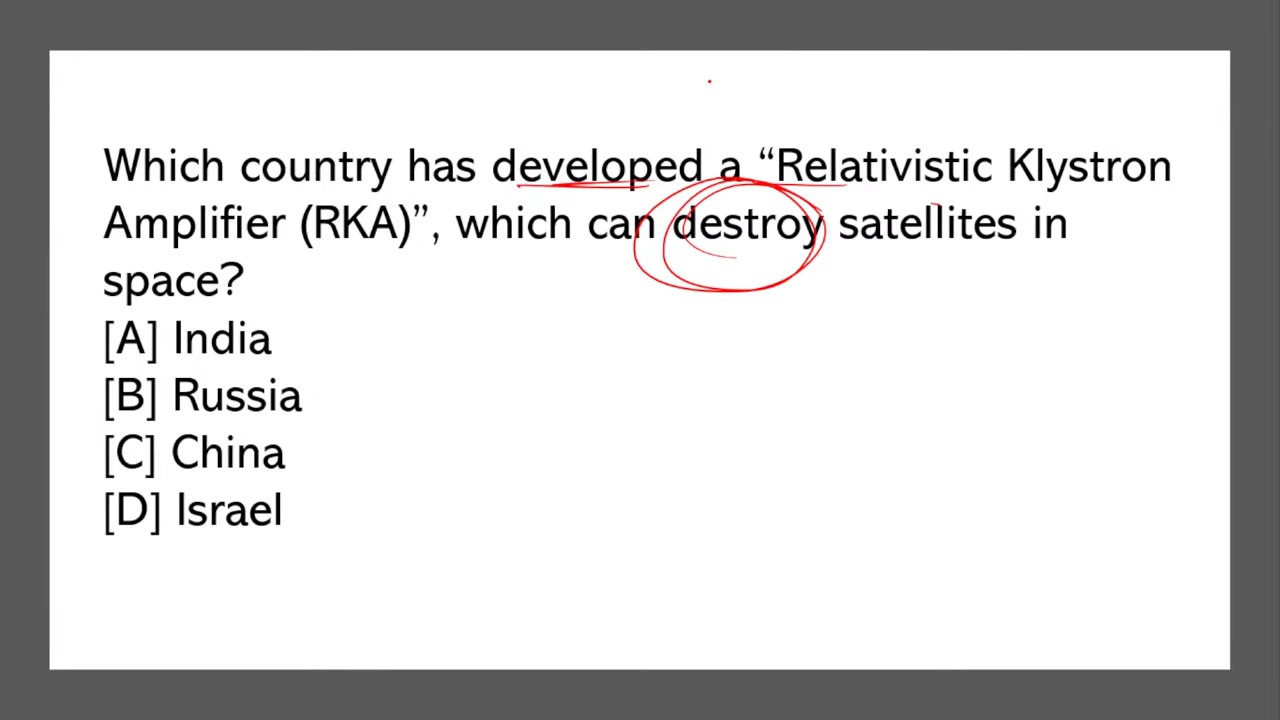 Which country has developed a “Relativistic Klystron
Amplifier (RKA)”, which can destroy satellites in
space?
[A] India
[B] Russia
[C] China
[D] Israel